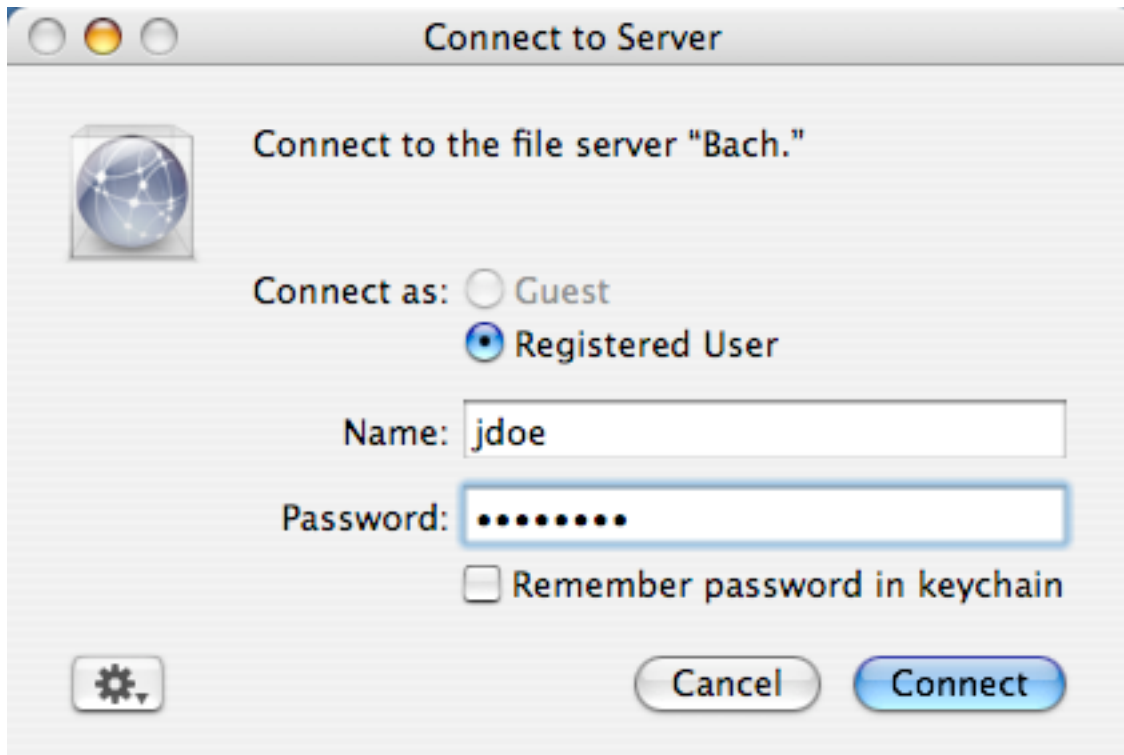 Connect to Server
Connect to the file server “Bach.”
Connect as: Guest
Registered User
Name: jdoe
Password: ••••••••
Remember password in keychain
Cancel Connect